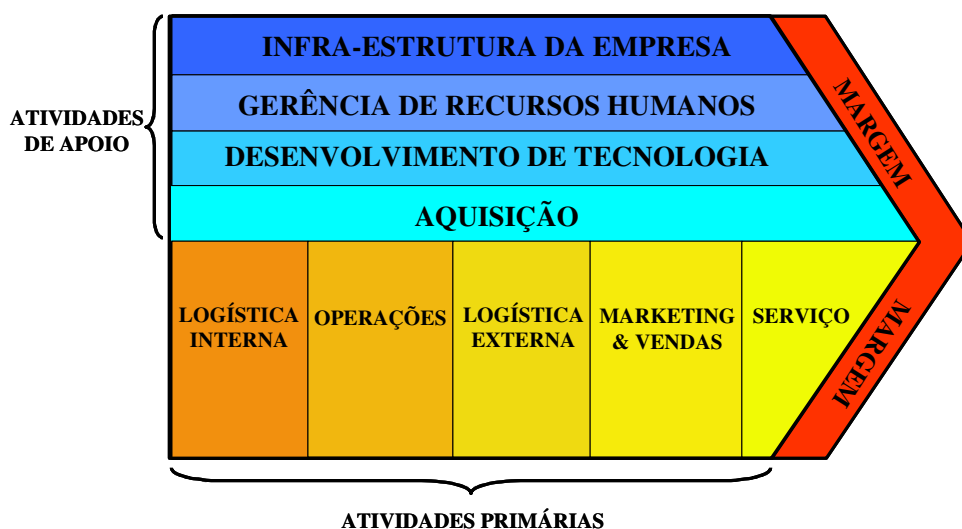 INFRA-ESTRUTURA DA EMPRESA
GERÊNCIA DE RECURSOS HUMANOS
DESENVOLVIMENTO DE TECNOLOGIA
AQUISIÇÃO
ATIVIDADES
DE APOIO
MARGEM
LOGÍSTICA
INTERNA
OPERAÇÕES
LOGÍSTICA
EXTERNA
MARKETING
& VENDAS
SERVIÇO
MARGEM
ATIVIDADES PRIMÁRIAS